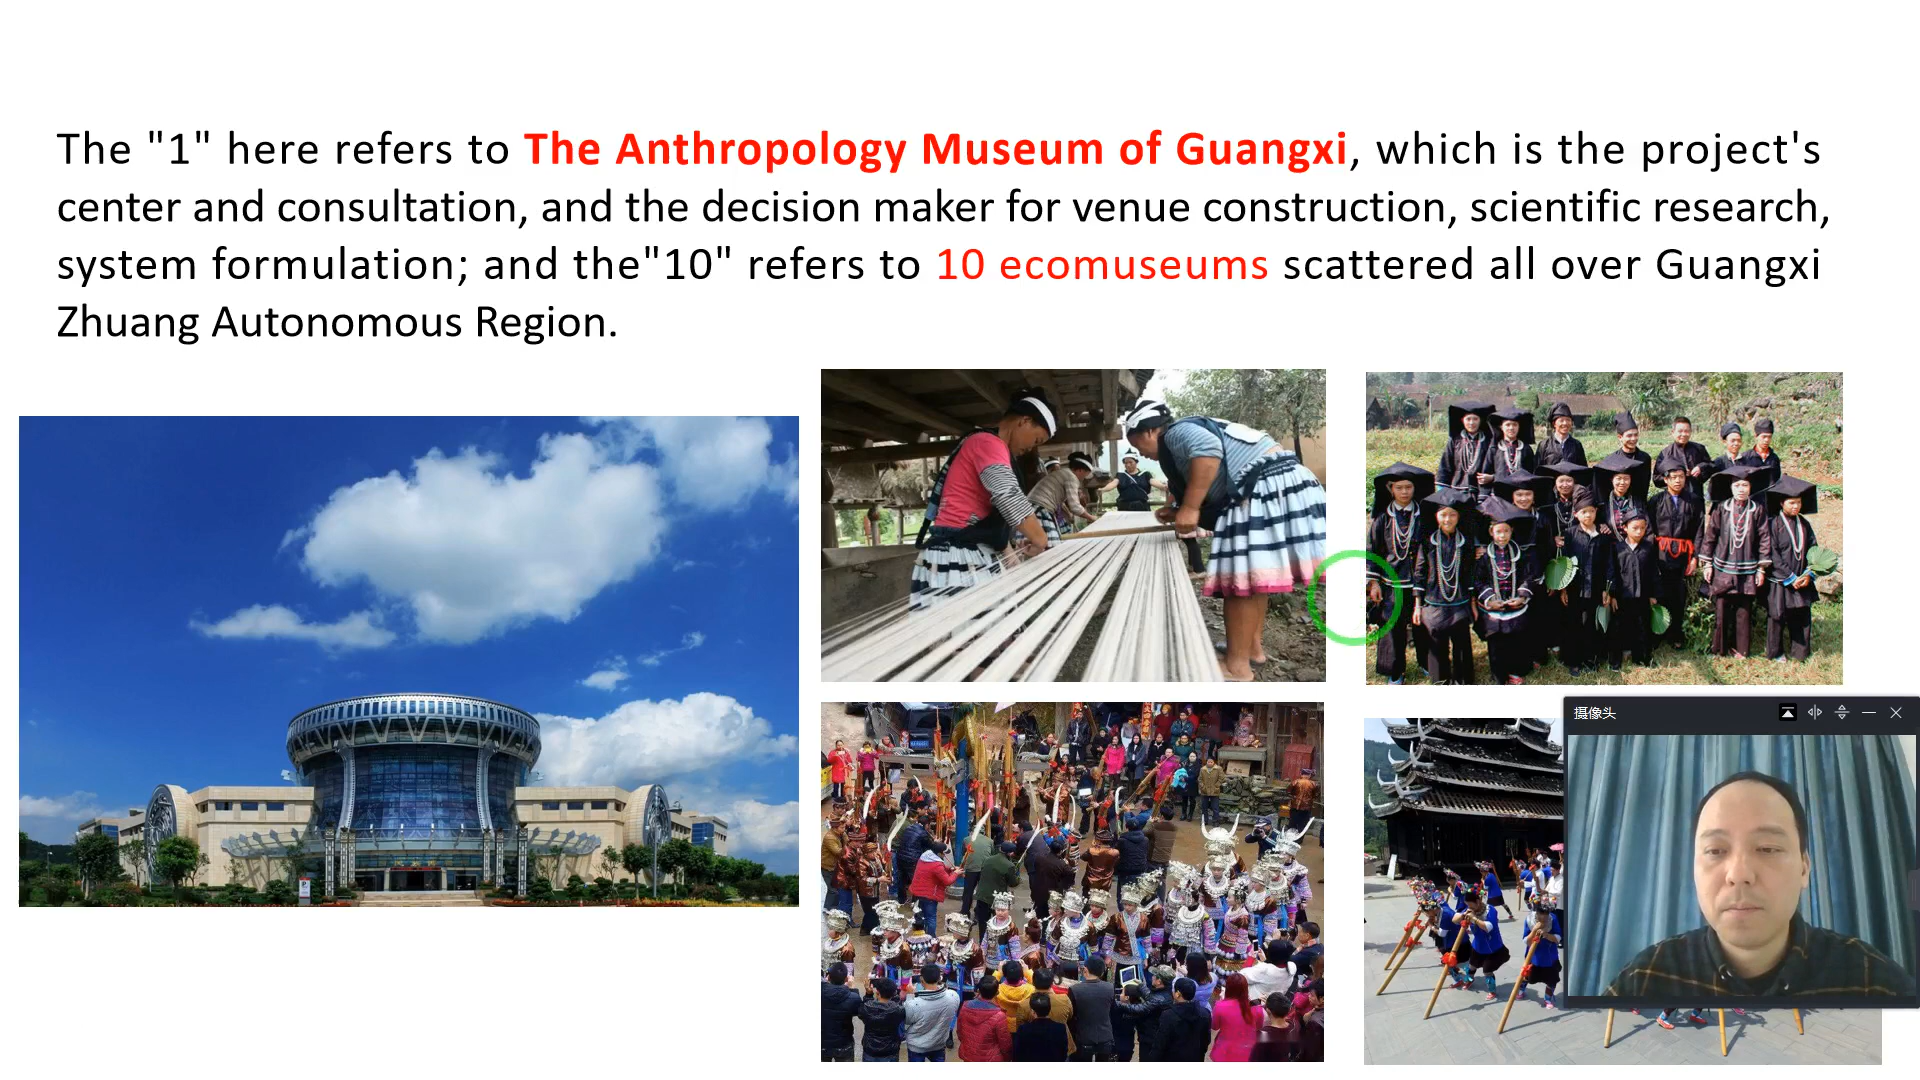 The "1" here refers to The Anthropology Museum of Guangxi, which is the project's
center and consultation, and the decision maker for venue construction, scientific research,
system formulation; and the"10" refers to 10 ecomuseums scattered all over Guangxi
Zhuang Autonomous Region.
摄像头